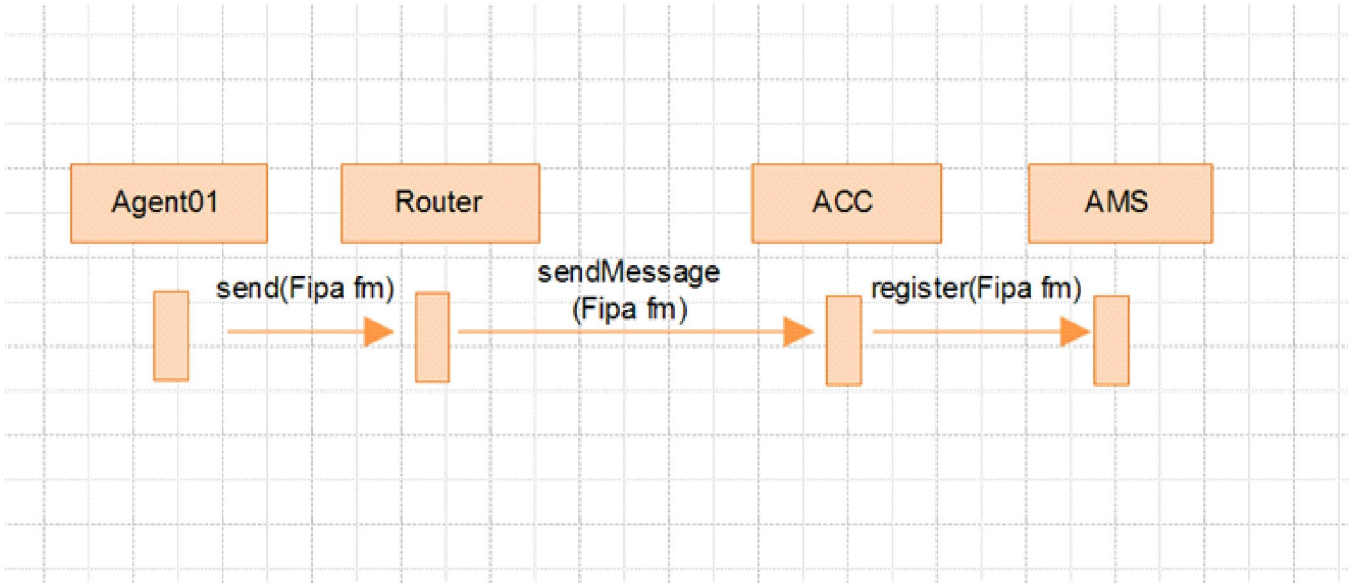 Agent01
Router
ACC
AMS
send(Fipa fm)
sendMessage
(Fipa fm)
register(Fipa fm)